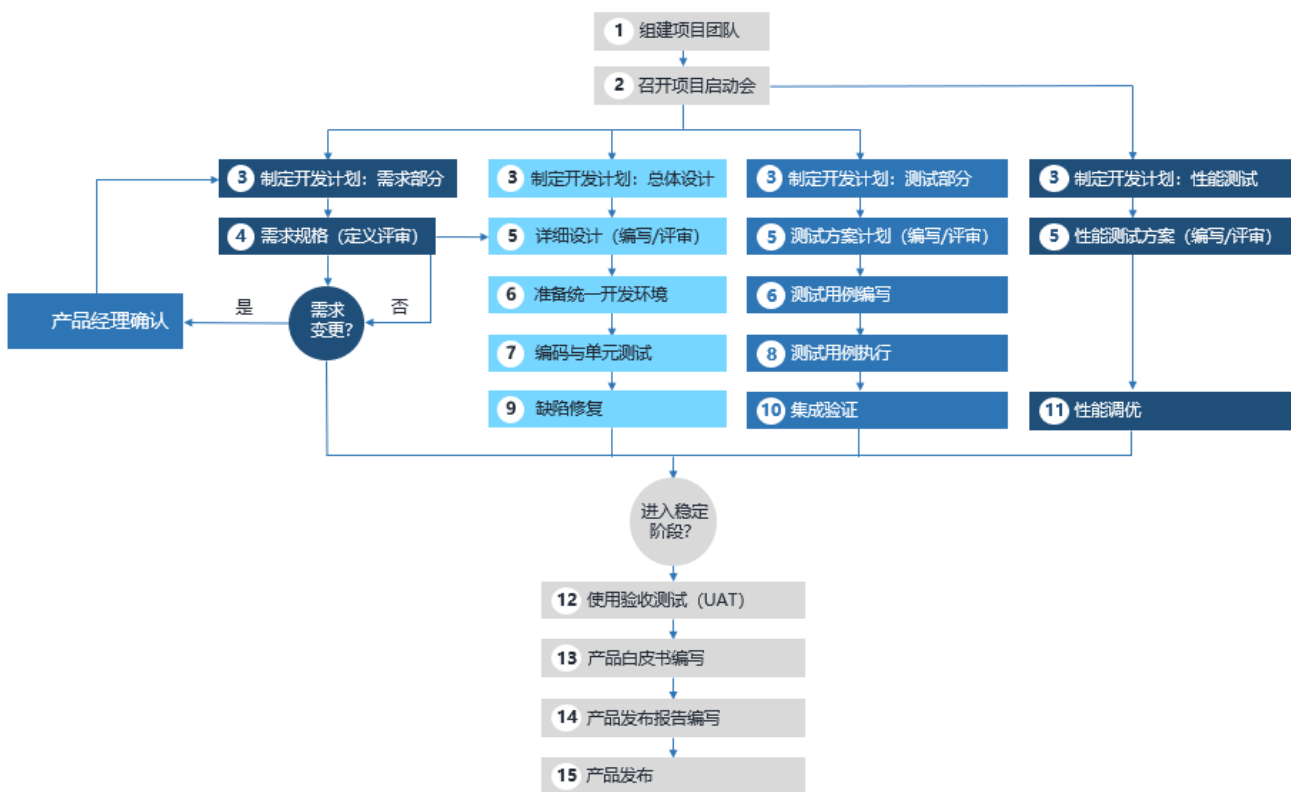 1 组建项目团队
2 召开项目启动会
3 制定开发计划：需求部分
3 制定开发计划：总体设计
3 制定开发计划：测试部分
3 制定开发计划：性能测试
4 需求规格（定义评审）
5 详细设计（编写/评审）
5 测试方案计划（编写/评审）
5 性能测试方案（编写/评审）
产品经理确认
是
需求
变更?
否
6 准备统一开发环境
6 测试用例编写
7 编码与单元测试
8 测试用例执行
9 缺陷修复
10 集成验证
11 性能调优
进入稳定
阶段?
12 使用验收测试（UAT）
13 产品白皮书编写
14 产品发布报告编写
15 产品发布